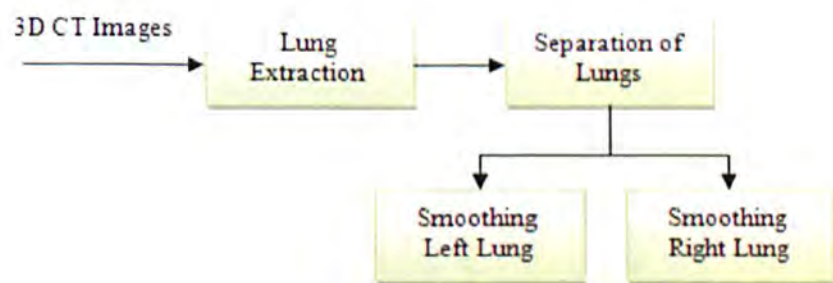 3D CT Images
Lung
Extraction
Separation of
Lungs
Smoothing
Left Lung
Smoothing
Right Lung